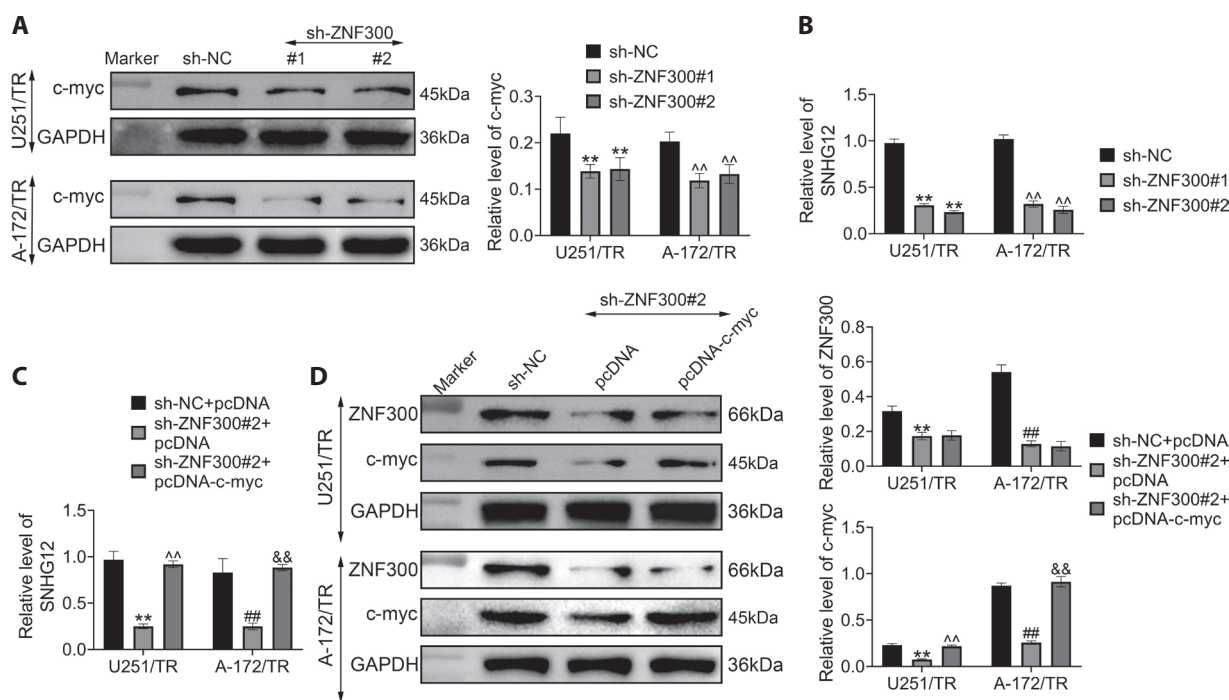 A
sh-ZNF300
Marker
sh-NC
#1
#2
U251/TR
c-myc
45kDa
GAPDH
36kDa
A-172/TR
c-myc
45kDa
GAPDH
36kDa
sh-NC
sh-ZNF300#1
sh-ZNF300#2
Relative level of c-myc
0.3
0.2
0.1
0.0
** **
^^ ^^
U251/TR
A-172/TR
B
Relative level of
SNHG12
1.5
1.0
0.5
0.0
** **
^^ ^^
U251/TR
A-172/TR
sh-NC
sh-ZNF300#1
sh-ZNF300#2
C
sh-NC+pcDNA
sh-ZNF300#2+
pcDNA
sh-ZNF300#2+
pcDNA-c-myc
Relative level of
SNHG12
1.5
1.0
0.5
0.0
** ^^
## &&
U251/TR
A-172/TR
D
sh-ZNF300#2
Marker
sh-NC
pcDNA
pcDNA-c-myc
U251/TR
ZNF300
66kDa
c-myc
45kDa
GAPDH
36kDa
A-172/TR
ZNF300
66kDa
c-myc
45kDa
GAPDH
36kDa
Relative level of ZNF300
0.8
0.6
0.4
0.2
0.0
**
##
U251/TR
A-172/TR
Relative level of c-myc
1.5
1.0
0.5
0.0
** ^^
## &&
U251/TR
A-172/TR
sh-NC+pcDNA
sh-ZNF300#2+
pcDNA
sh-ZNF300#2+
pcDNA-c-myc